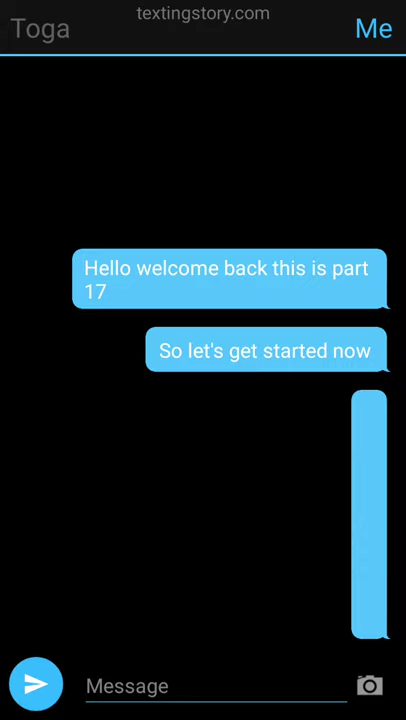 textingstory.com
Toga
Me
Hello welcome back this is part
17
So let's get started now
Message